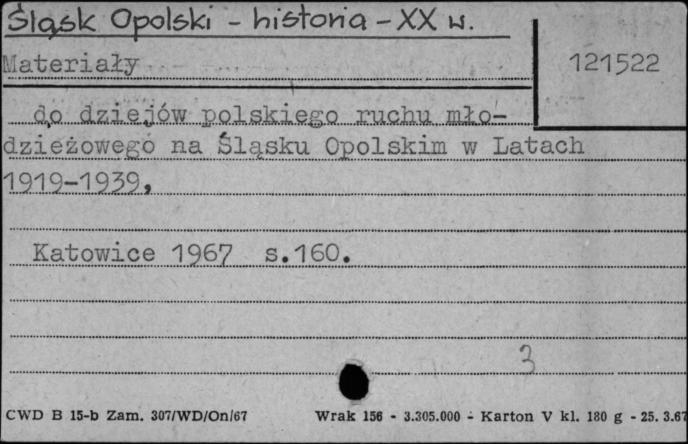 Śląsk Opolski - historia - XX w.
Materiały
121522
do dziejów polskiego ruchu mło-
dzieżowego na Śląsku Opolskim w Latach
1919-1939,
Katowice 1967 s.160.
3
CWD B 15-b Zam. 307/WD/On/67 Wrak 156 - 3.305.000 - Karton V kl. 180 g - 25. 3.67